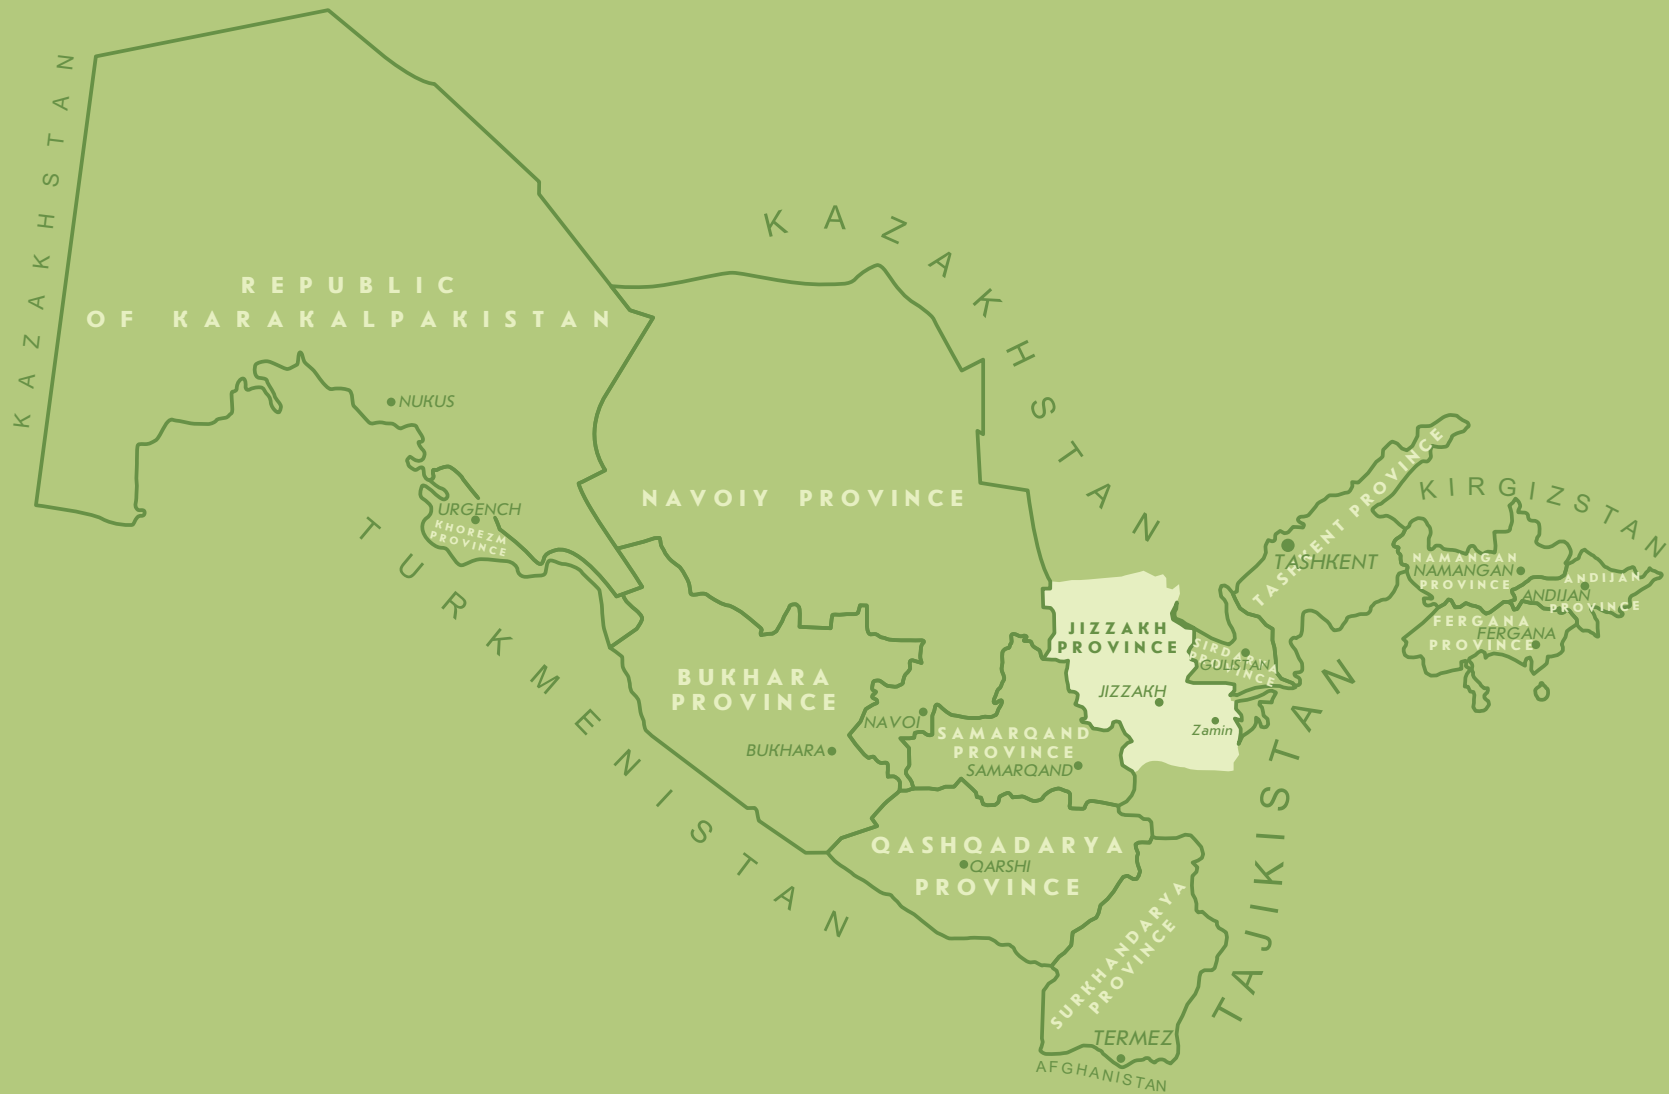 KAZAKHSTAN
KAZAKHSTAN
REPUBLIC
OF KARAKALPAKISTAN
NUKUS
URGENCH
KHOREZM
PROVINCE
NAVOIY PROVINCE
TURKMENISTAN
BUKHARA
PROVINCE
BUKHARA
NAVOI
SAMARQAND
PROVINCE
SAMARQAND
JIZZAKH
PROVINCE
JIZZAKH
Zamin
SIRDARYA
PROVINCE
GULISTAN
TASHKENT PROVINCE
TASHKENT
KIRGIZSTAN
NAMANGAN
NAMANGAN
PROVINCE
ANDIJAN
ANDIJAN
PROVINCE
FERGANA
FERGANA
PROVINCE
QASHQADARYA
QARSHI
PROVINCE
SURKHANDARYA
PROVINCE
TERMEZ
TAJIKISTAN
AFGHANISTAN